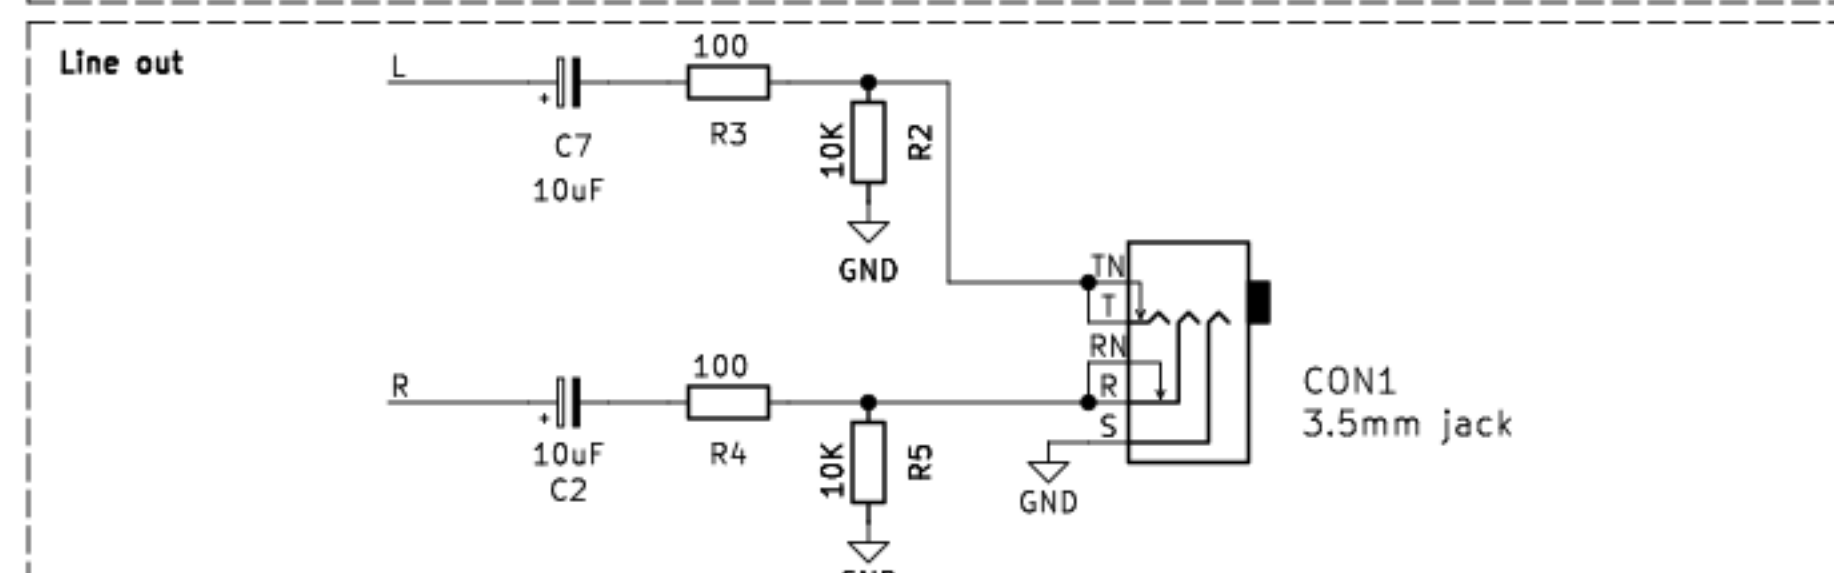 Line out
L
+
C7
10uF
100
R3
10K
R2
GND
TN
T
RN
R
S
GND
CON1
3.5mm jack
R
+
10uF
C2
100
R4
10K
R5
GND